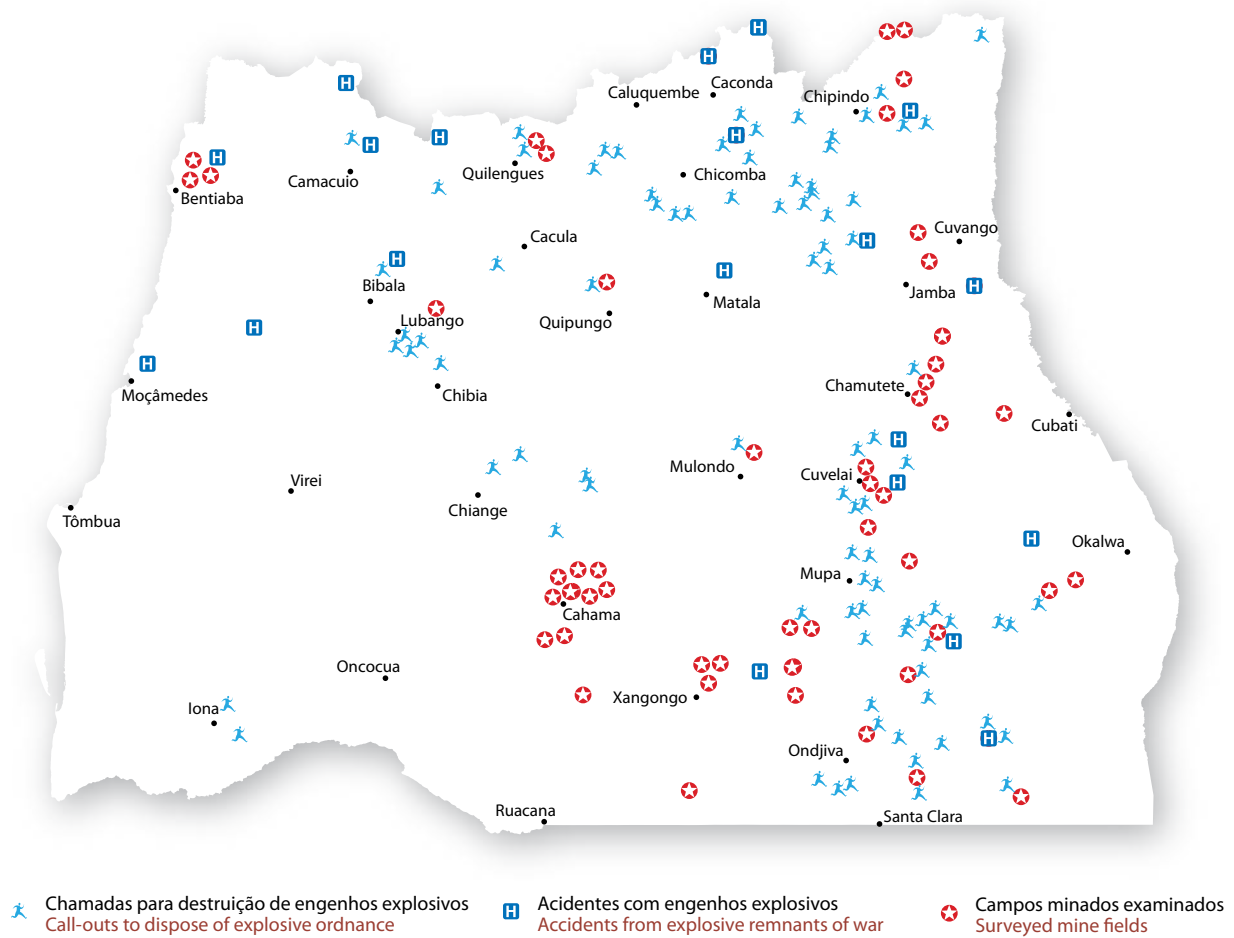 Caluquembe
Caconda
Chipindo
Camacuio
Quilengues
Chicomba
Bentiaba
Cacula
Cuvango
Bibala
Jamba
Matala
Lubango
Quipungo
Moçâmedes
Chibia
Chamutete
Cubati
Mulondo
Cuvelai
Virei
Chiange
Tômbua
Okalwa
Mupa
Cahama
Oncocua
Xangongo
Iona
Ondjiva
Ruacana
Santa Clara
Chamadas para destruição de engenhos explosivos
Call-outs to dispose of explosive ordnance
H Acidentes com engenhos explosivos
Accidents from explosive remnants of war
Campos minados examinados
Surveyed mine fields